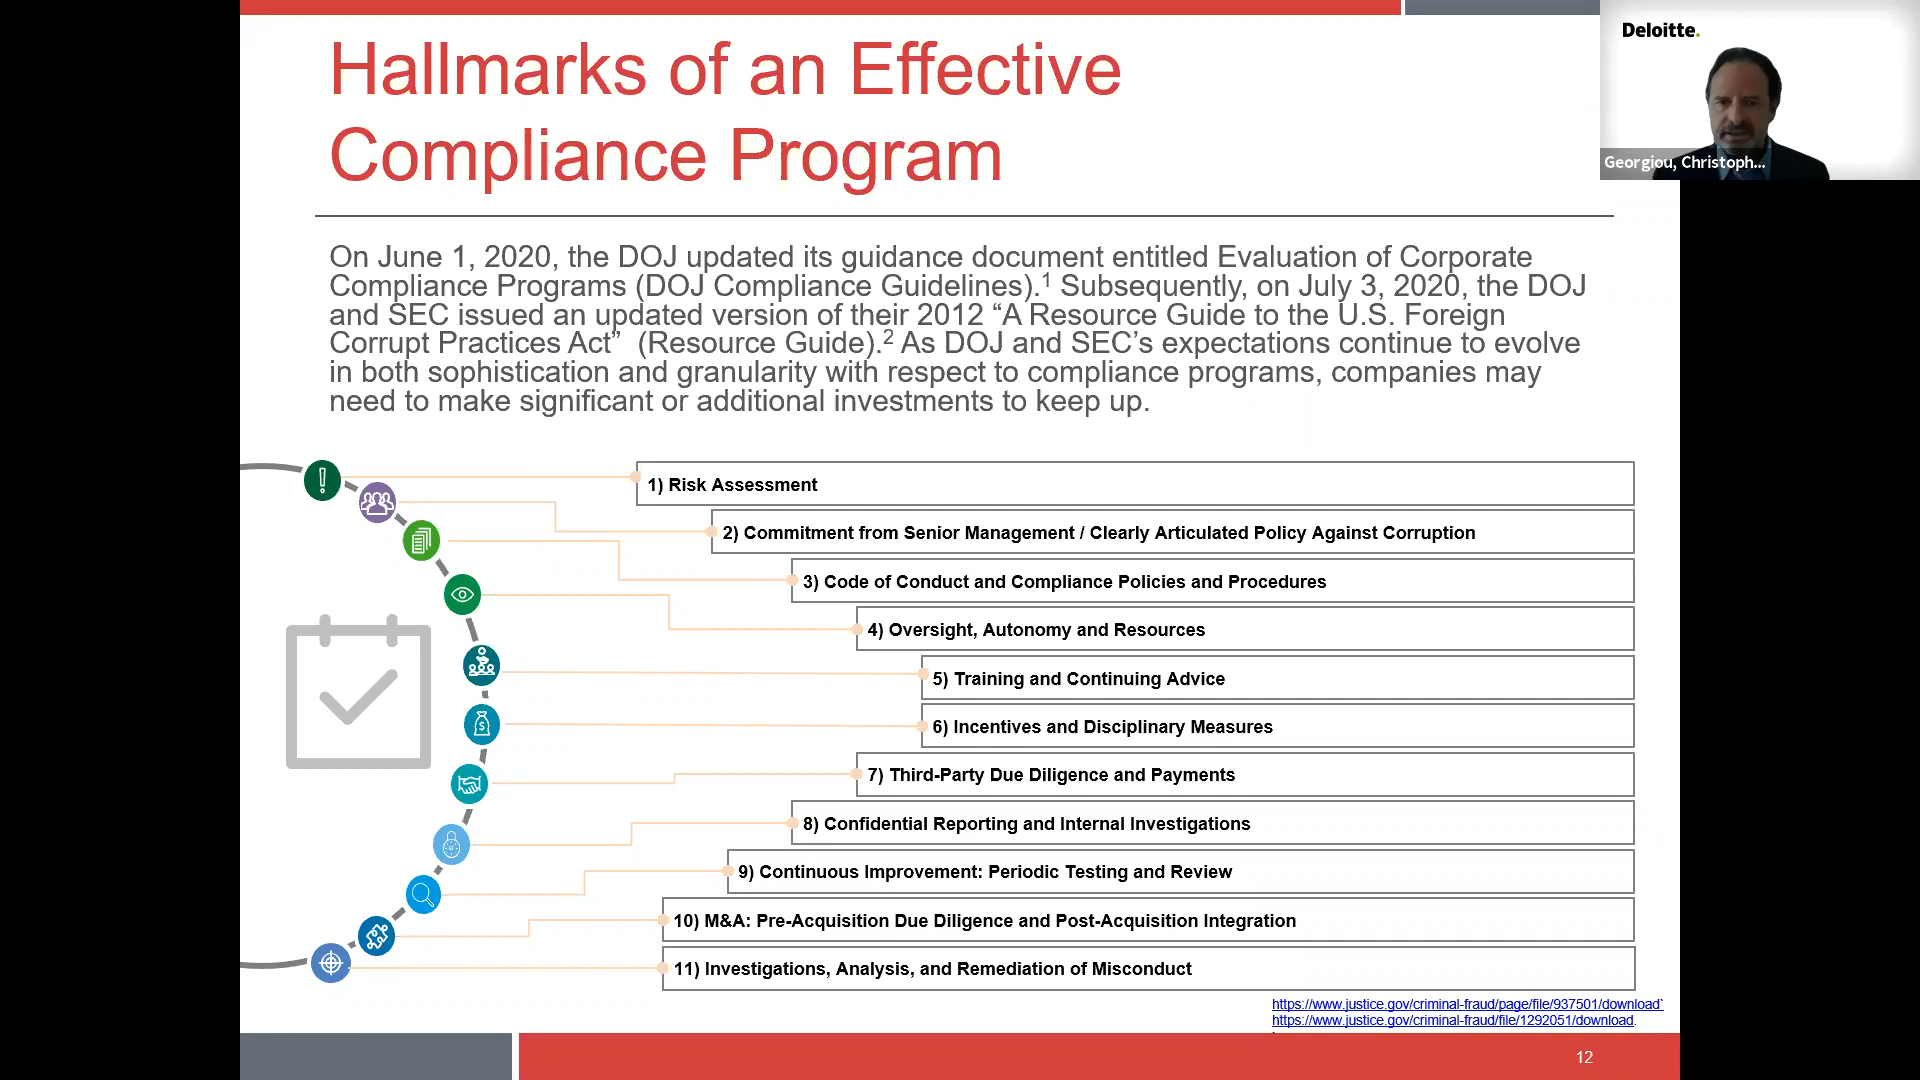 Hallmarks of an Effective
Compliance Program
Deloitte.
Georgiou, Christoph...
On June 1, 2020, the DOJ updated its guidance document entitled Evaluation of Corporate
Compliance Programs (DOJ Compliance Guidelines).1 Subsequently, on July 3, 2020, the DOJ
and SEC issued an updated version of their 2012 “A Resource Guide to the U.S. Foreign
Corrupt Practices Act” (Resource Guide).2 As DOJ and SEC’s expectations continue to evolve
in both sophistication and granularity with respect to compliance programs, companies may
need to make significant or additional investments to keep up.
1) Risk Assessment
2) Commitment from Senior Management / Clearly Articulated Policy Against Corruption
3) Code of Conduct and Compliance Policies and Procedures
4) Oversight, Autonomy and Resources
5) Training and Continuing Advice
6) Incentives and Disciplinary Measures
7) Third-Party Due Diligence and Payments
8) Confidential Reporting and Internal Investigations
9) Continuous Improvement: Periodic Testing and Review
10) M&A: Pre-Acquisition Due Diligence and Post-Acquisition Integration
11) Investigations, Analysis, and Remediation of Misconduct
https://www.justice.gov/criminal-fraud/page/file/937501/download`
https://www.justice.gov/criminal-fraud/file/1292051/download.
12